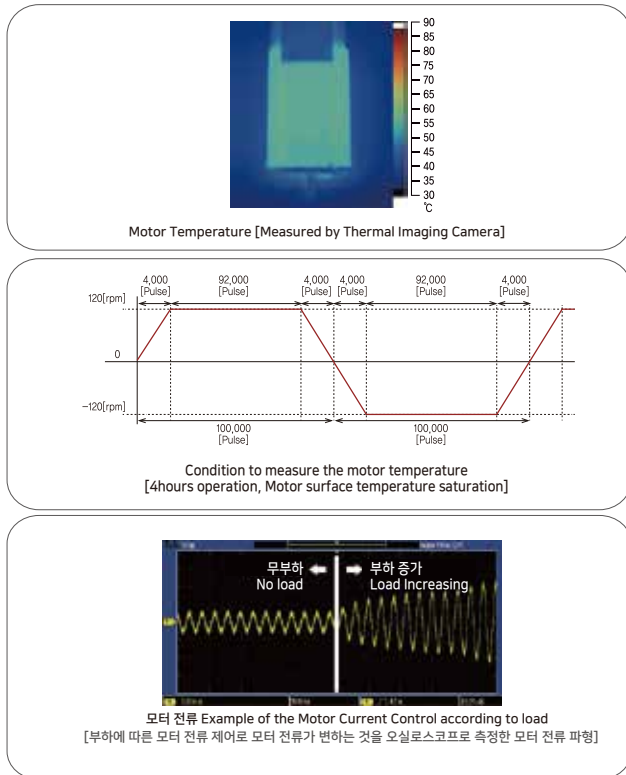 90
85
80
75
70
65
60
55
50
45
40
35
30
℃
Motor Temperature [Measured by Thermal Imaging Camera]
4,000 92,000 4,000 4,000 92,000 4,000
[Pulse] [Pulse] [Pulse] [Pulse] [Pulse] [Pulse]
120[rpm]
0
-120[rpm]
100,000 100,000
[Pulse] [Pulse]
Condition to measure the motor temperature
[4hours operation, Motor surface temperature saturation]
무부하 부하 증가
No load Load Increasing
모터 전류 Example of the Motor Current Control according to load
[부하에 따른 모터 전류 제어로 모터 전류가 변하는 것을 오실로스코프로 측정한 모터 전류 파형]